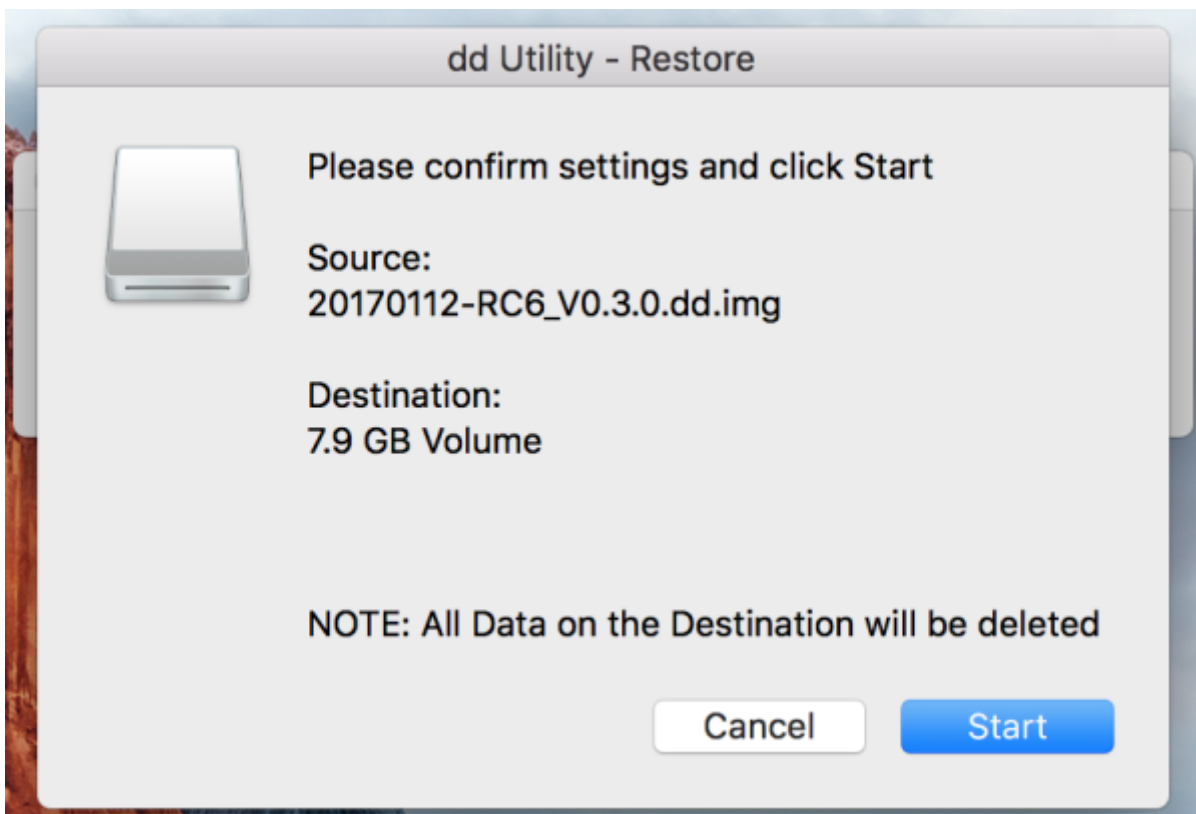 dd Utility - Restore
Please confirm settings and click Start
Source:
20170112-RC6_V0.3.0.dd.img
Destination:
7.9 GB Volume
NOTE: All Data on the Destination will be deleted
Cancel
Start